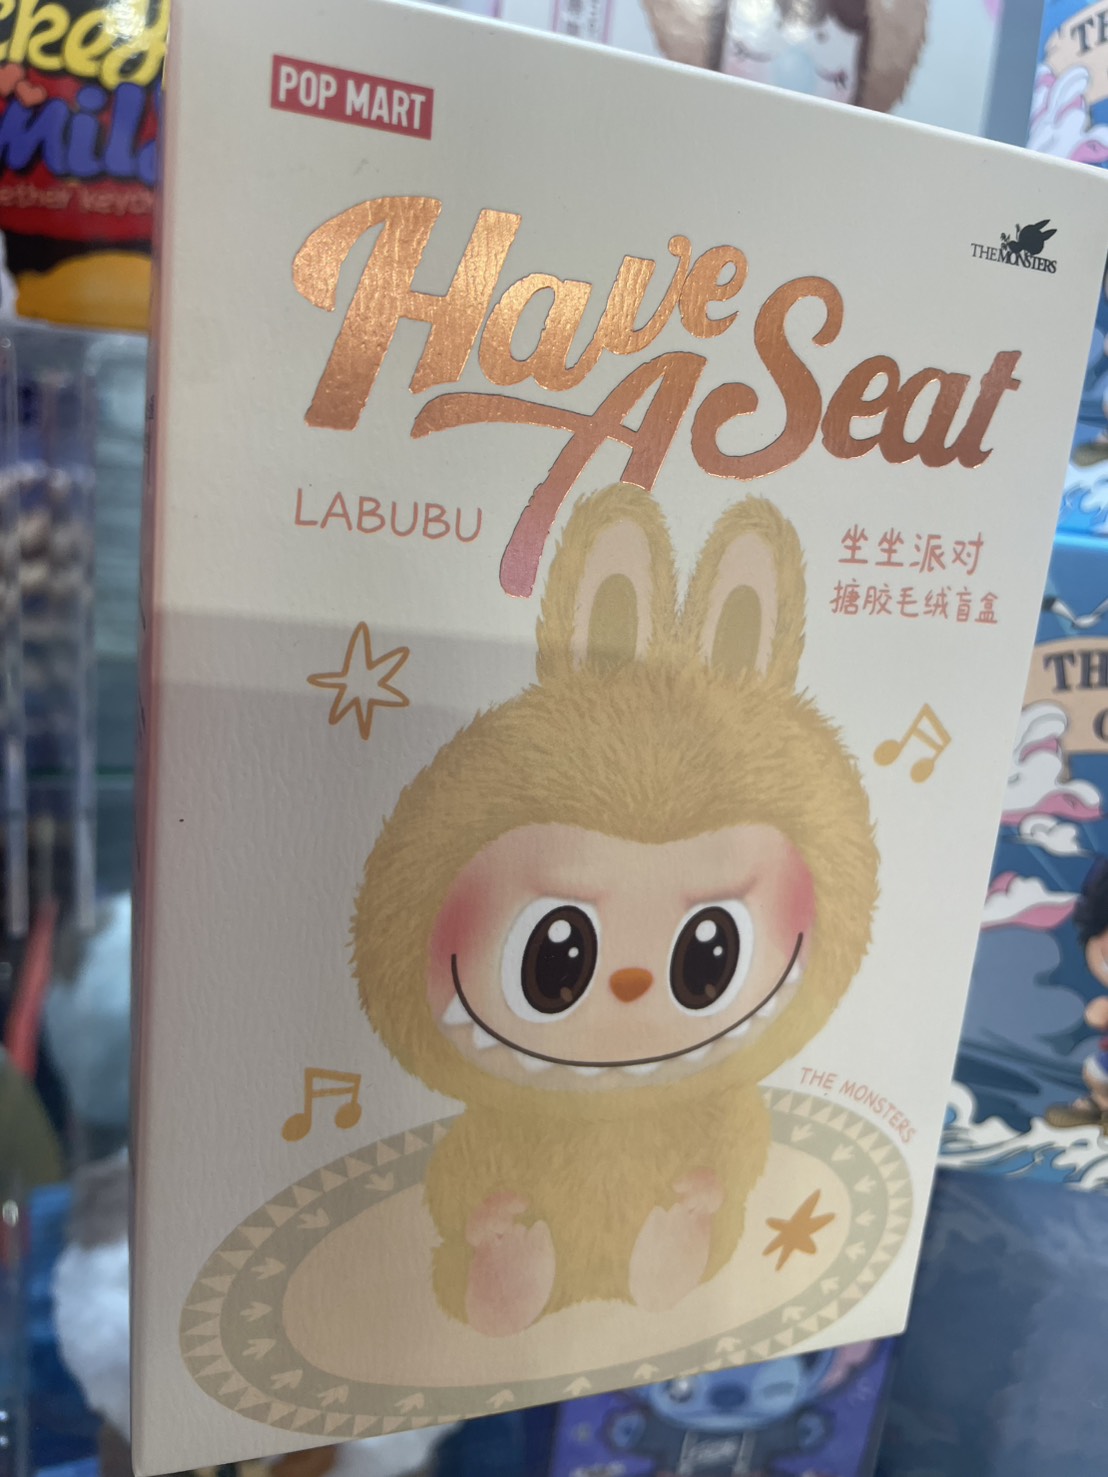 POP MART
THE MONSTERS
Have
A Seat
LABUBU
坐坐派对
搪胶毛绒盲盒
THE MONSTERS